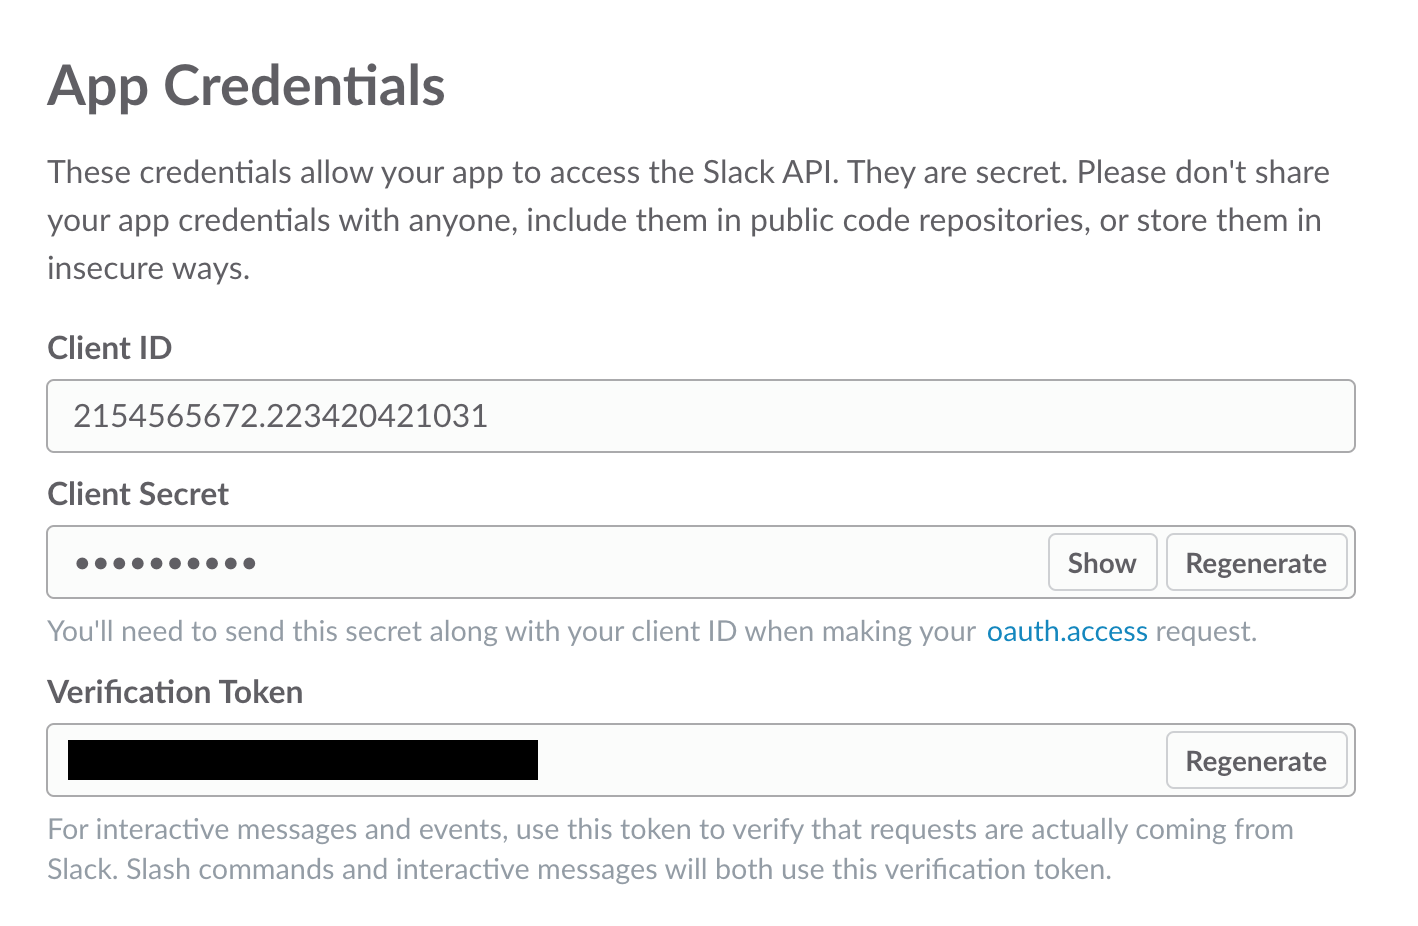 App Credentials
These credentials allow your app to access the Slack API. They are secret. Please don't share
your app credentials with anyone, include them in public code repositories, or store them in
insecure ways.
Client ID
2154565672.223420421031
Client Secret
••••••••••
Show
Regenerate
You'll need to send this secret along with your client ID when making your oauth.access request.
Verification Token
Regenerate
For interactive messages and events, use this token to verify that requests are actually coming from
Slack. Slash commands and interactive messages will both use this verification token.